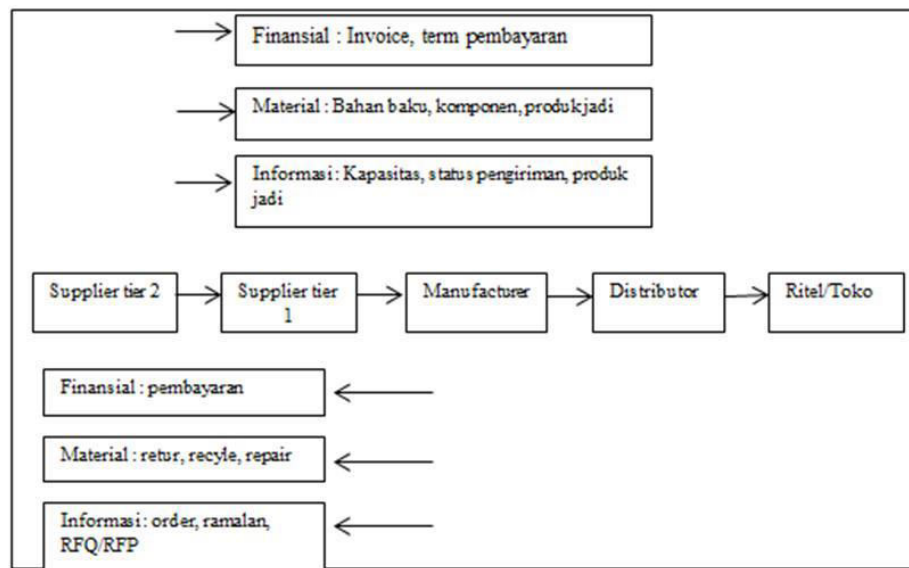 Finansial : Invoice, term pembayaran
Material : Bahan baku, komponen, produk jadi
Informasi : Kapasitas, status pengiriman, produk
jadi
Supplier tier 2
Supplier tier
1
Manufacturer
Distributor
Ritel/Toko
Finansial : pembayaran
Material : retur, recyle, repair
Informasi : order, ramalan,
RFQ/RFP